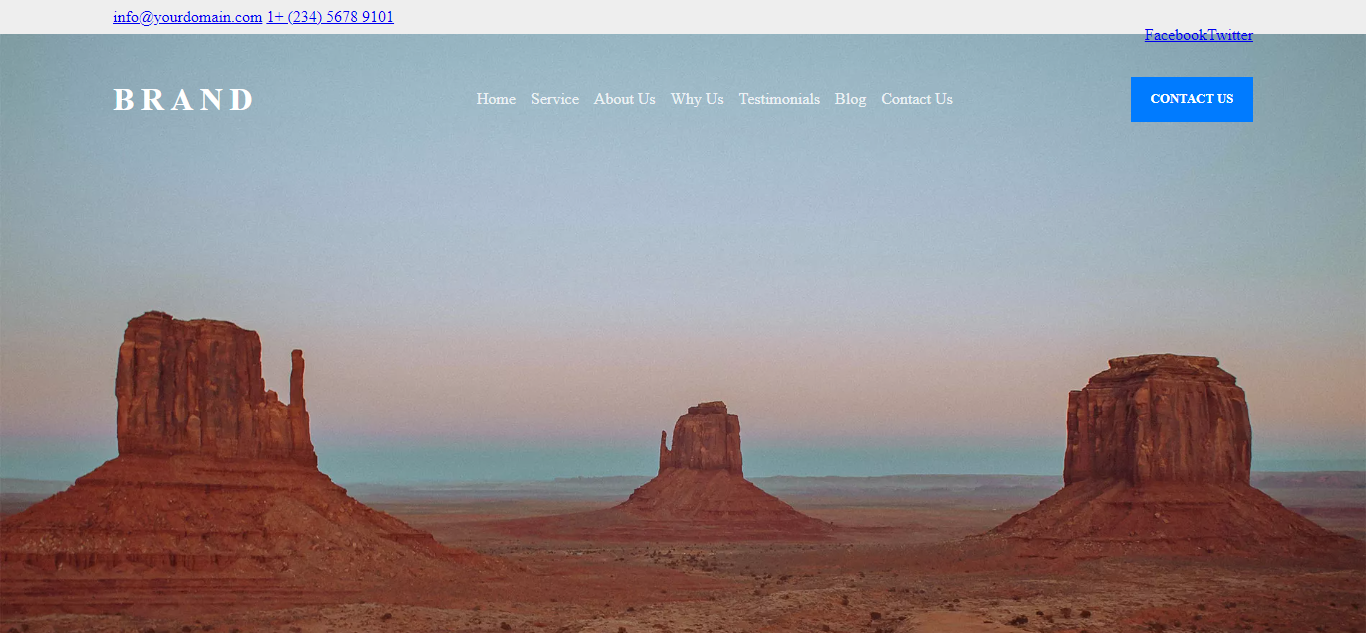 info@yourdomain.com 1+ (234) 5678 9101
FacebookTwitter
BRAND Home Service About Us Why Us Testimonials Blog Contact Us CONTACT US